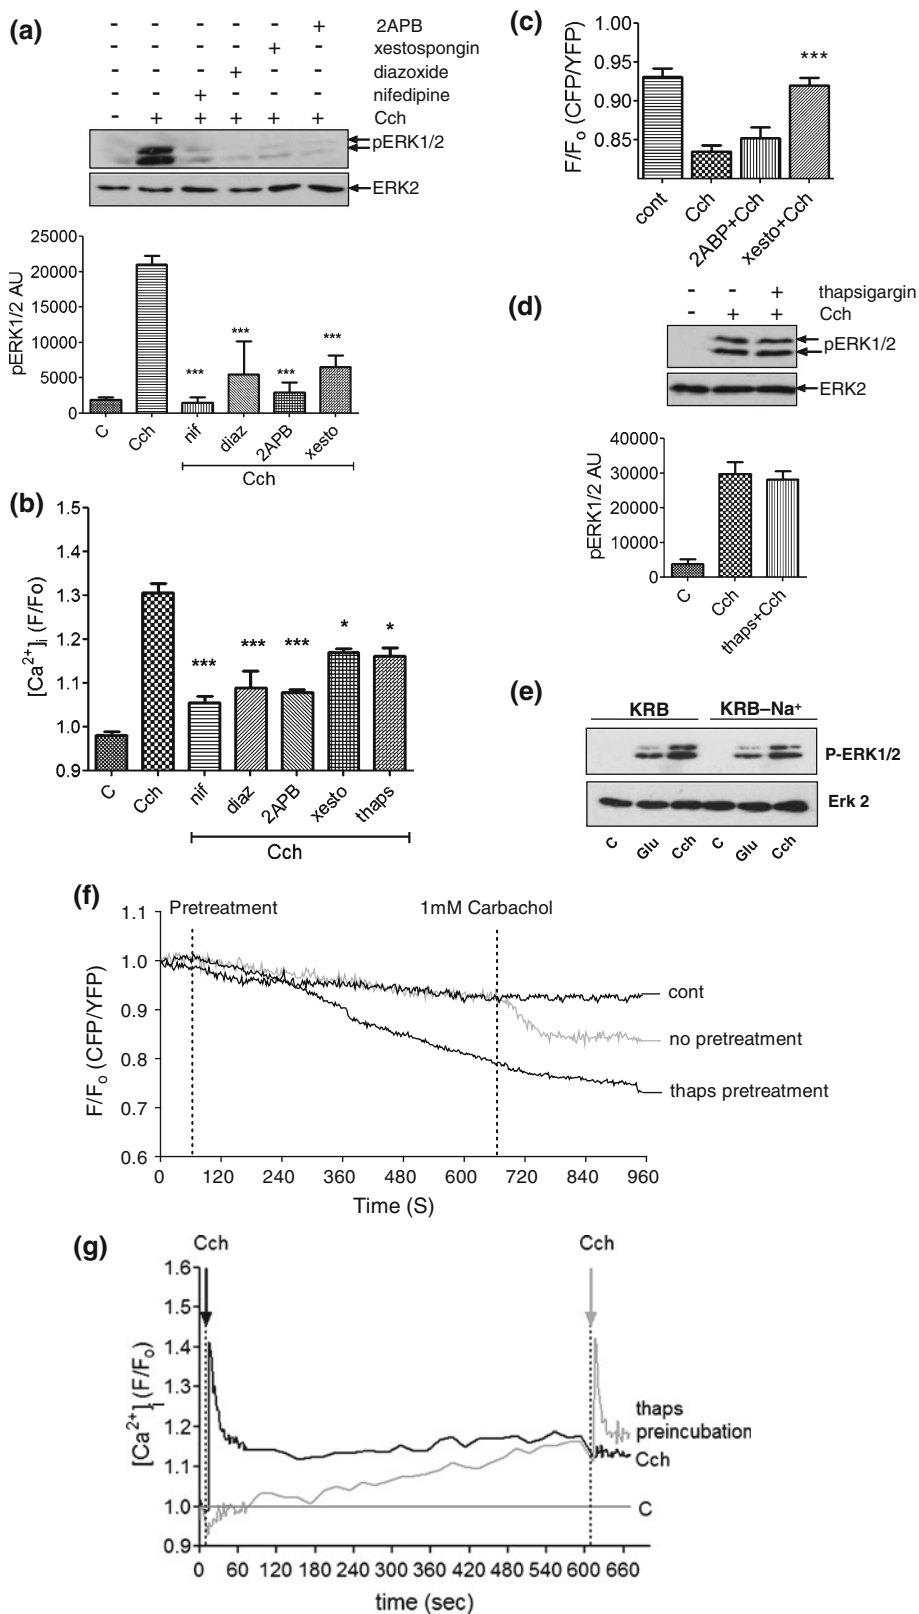 (a)
- - - - - + 2APB
- - - - + - xestospongin
- - - + - - diazoxide
- - + - - - nifedipine
- + + + + + Cch
pERK1/2
ERK2
25000
20000
15000
10000
5000
0
pERK1/2 AU
*** *** *** ***
C Cch nif diaz 2APB xesto
Cch
(b)
1.5
1.4
1.3
1.2
1.1
1.0
0.9
[Ca2+]i (F/Fo)
*** *** *** * *
C Cch nif diaz 2APB xesto thaps
Cch
(c)
1.00
0.95
0.90
0.85
F/Fo (CFP/YFP)
***
cont Cch 2ABP+Cch xesto+Cch
(d)
- - + thapsigargin
- + + Cch
pERK1/2
ERK2
40000
30000
20000
10000
0
pERK1/2 AU
C Cch thaps+Cch
(e)
KRB KRB–Na+
P-ERK1/2
Erk 2
C Glu Cch C Glu Cch
(f)
Pretreatment 1mM Carbachol
1.1
1.0
0.9
0.8
0.7
0.6
F/Fo (CFP/YFP)
cont
no pretreatment
thaps pretreatment
0 120 240 360 480 600 720 840 960
Time (S)
(g)
Cch Cch
1.6
1.5
1.4
1.3
1.2
1.1
1.0
0.9
[Ca2+]i (F/Fo)
thaps
preincubation
Cch
C
0 60 120 180 240 300 360 420 480 540 600 660
time (sec)